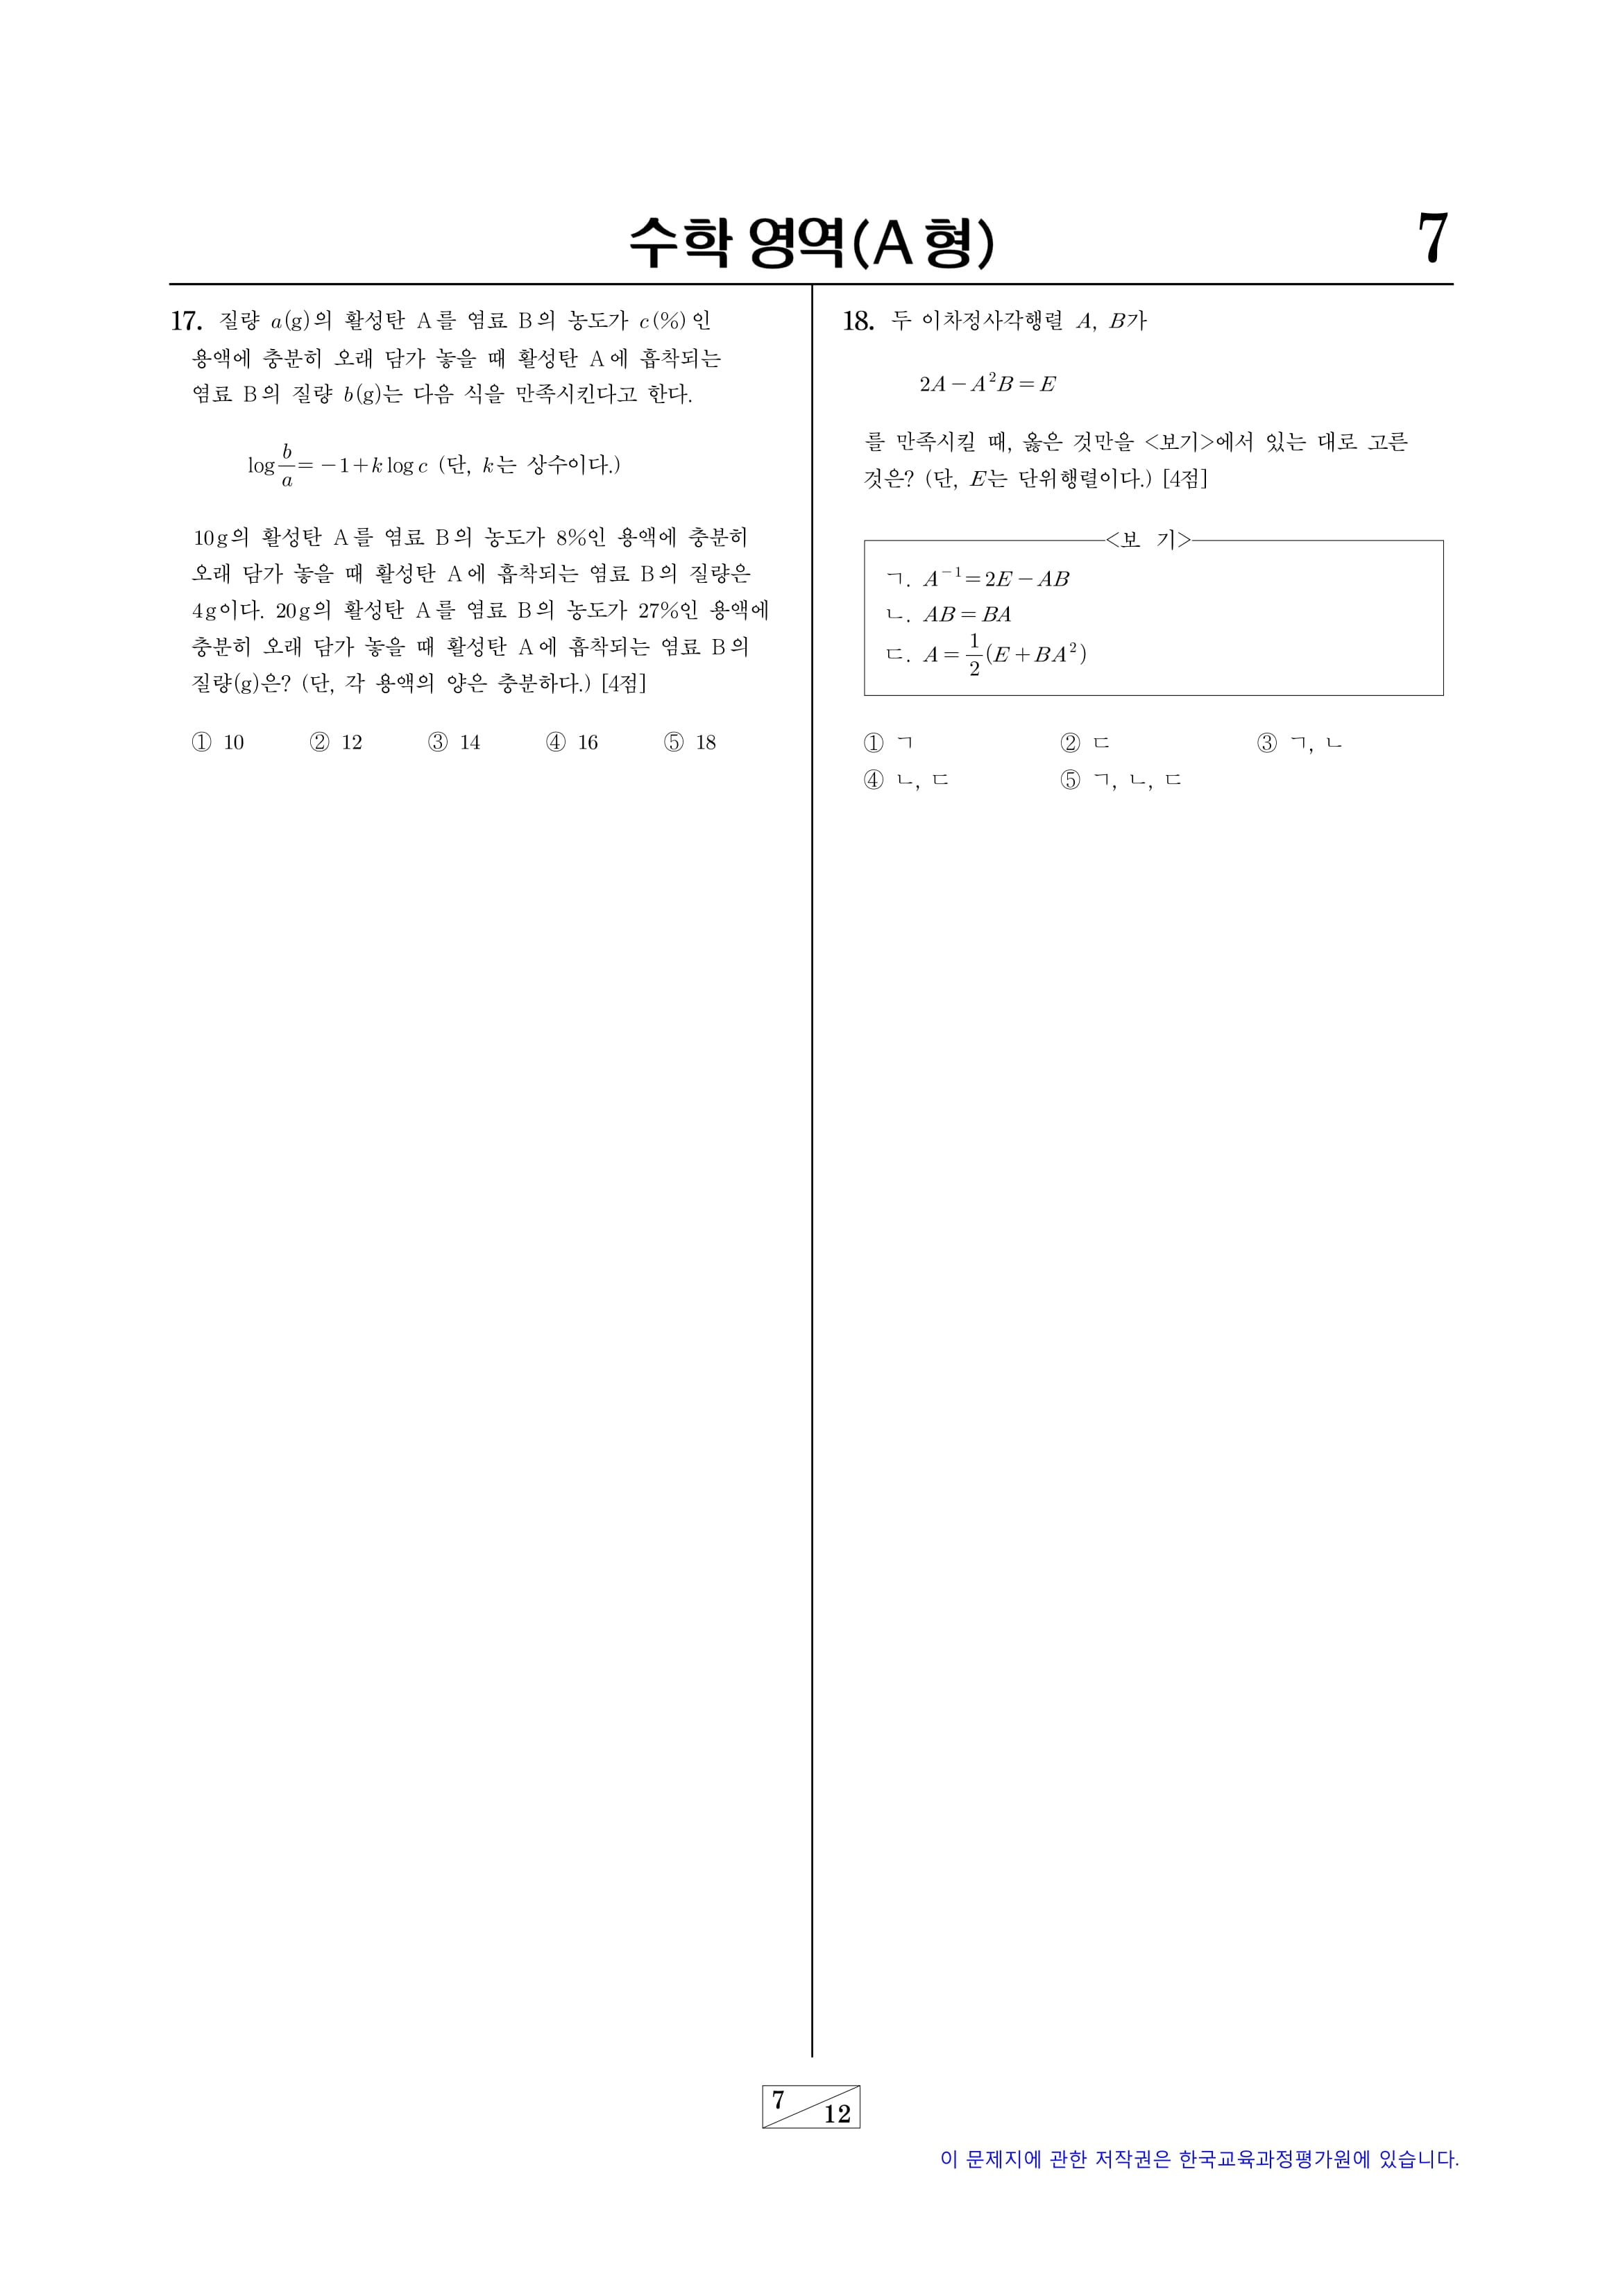 수학 영역(A 형)
7
17. 질량 a(g)의 활성탄 A를 염료 B의 농도가 c(%)인
용액에 충분히 오래 담가 놓을 때 활성탄 A에 흡착되는
염료 B의 질량 b(g)는 다음 식을 만족시킨다고 한다.
log b/a = −1+k log c (단, k는 상수이다.)
10g의 활성탄 A를 염료 B의 농도가 8%인 용액에 충분히
오래 담가 놓을 때 활성탄 A에 흡착되는 염료 B의 질량은
4g이다. 20g의 활성탄 A를 염료 B의 농도가 27%인 용액에
충분히 오래 담가 놓을 때 활성탄 A에 흡착되는 염료 B의
질량(g)은? (단, 각 용액의 양은 충분하다.) [4점]
① 10 ② 12 ③ 14 ④ 16 ⑤ 18
18. 두 이차정사각행렬 A, B가
2A − A²B = E
를 만족시킬 때, 옳은 것만을 <보기>에서 있는 대로 고른
것은? (단, E는 단위행렬이다.) [4점]
<보 기>
ㄱ. A⁻¹ = 2E − AB
ㄴ. AB = BA
ㄷ. A = 1/2 (E + BA²)
① ㄱ ② ㄷ ③ ㄱ, ㄴ
④ ㄴ, ㄷ ⑤ ㄱ, ㄴ, ㄷ
7
12
이 문제지에 관한 저작권은 한국교육과정평가원에 있습니다.